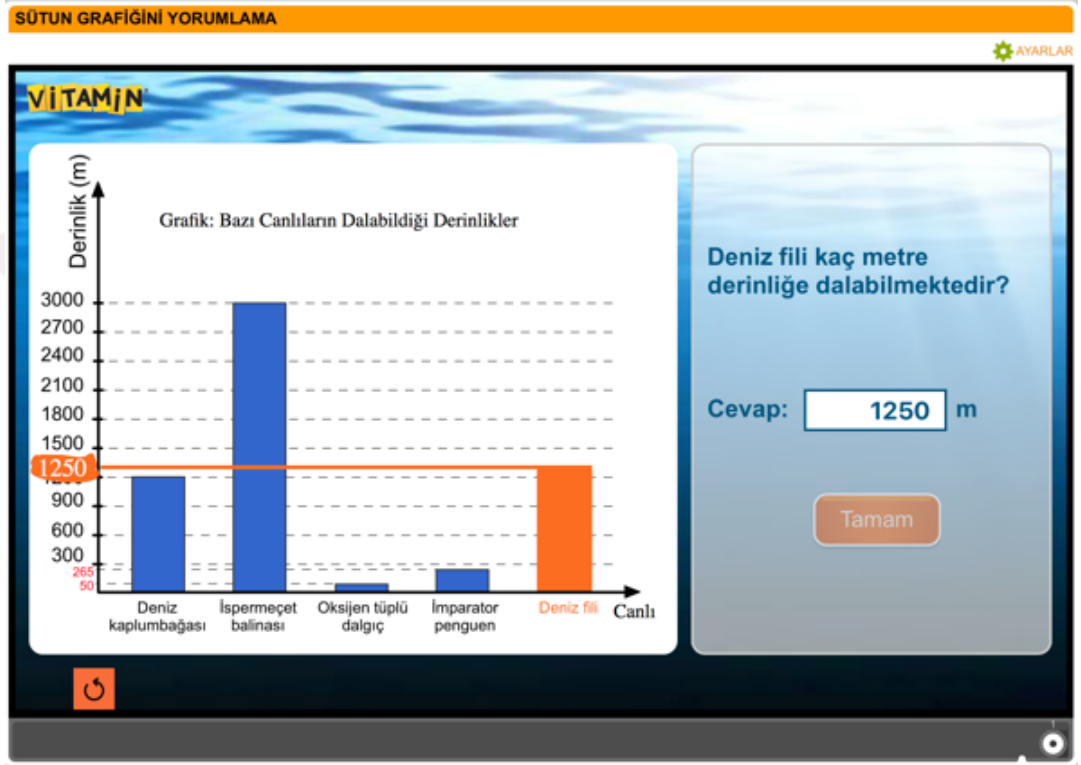 SÜTUN GRAFİĞİNİ YORUMLAMA
AYARLAR
VİTAMİN
Derinlik (m)
Grafik: Bazı Canlıların Dalabildiği Derinlikler
3000
2700
2400
2100
1800
1500
1250
900
600
300
265
50
Deniz kaplumbağası
İspermeçet balinası
Oksijen tüplü dalgıç
İmparator penguen
Deniz fili
Canlı
Deniz fili kaç metre
derinliğe dalabilmektedir?
Cevap: 1250 m
Tamam
1